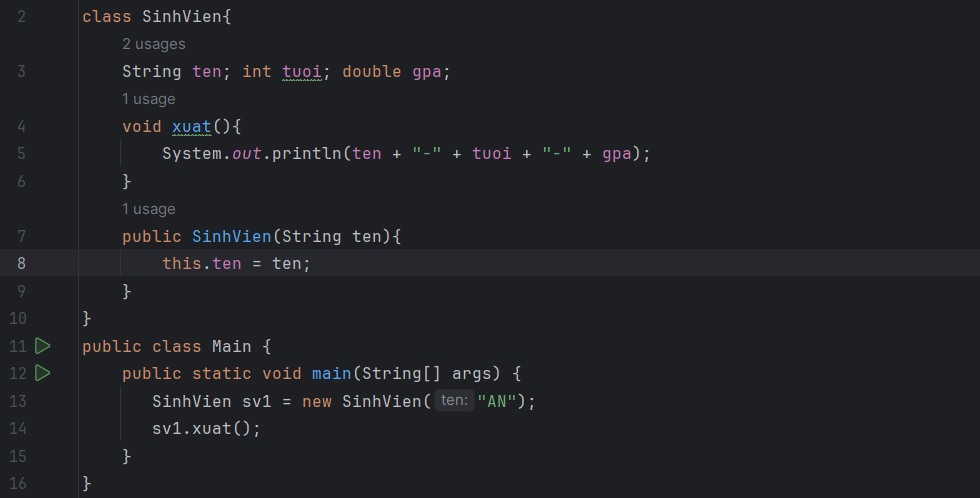 2 class SinhVien{
2 usages
3 String ten; int tuoi; double gpa;
1 usage
4 void xuat(){
5 System.out.println(ten + "-" + tuoi + "-" + gpa);
6 }
1 usage
7 public SinhVien(String ten){
8 this.ten = ten;
9 }
10 }
11 public class Main {
12 public static void main(String[] args) {
13 SinhVien sv1 = new SinhVien( ten: "AN");
14 sv1.xuat();
15 }
16 }